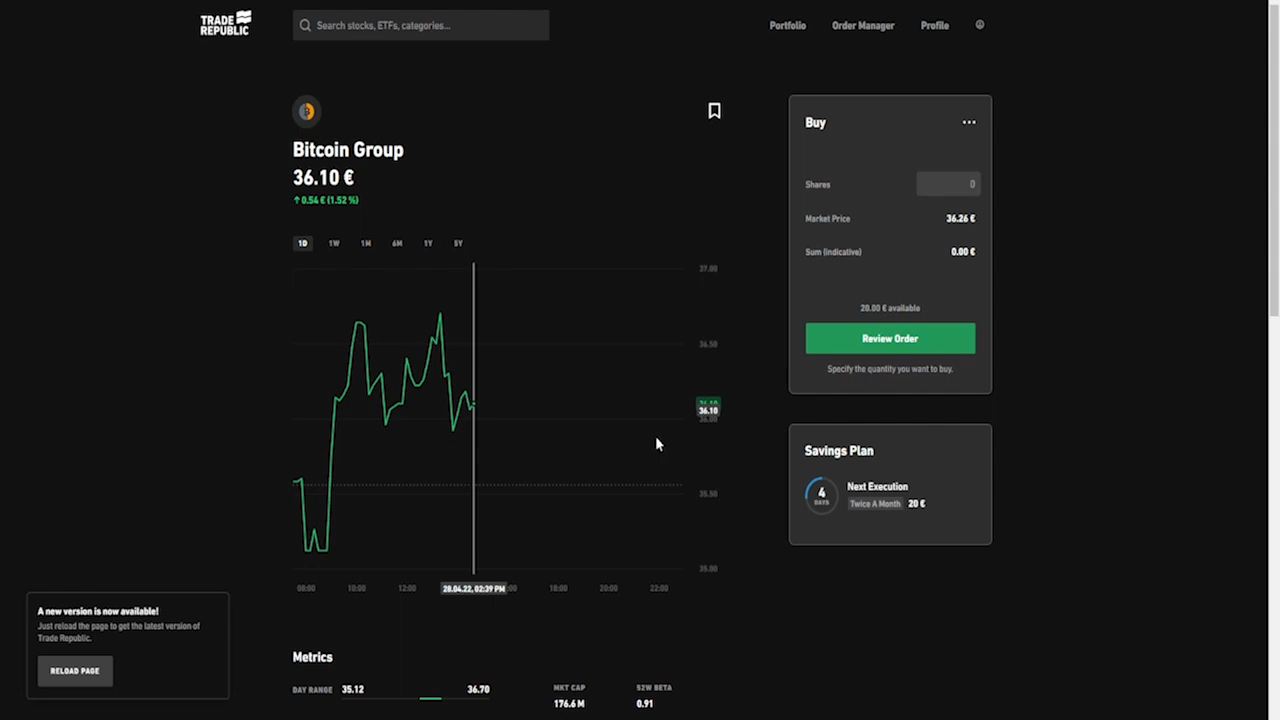 TRADE
REPUBLIC
Search stocks, ETFs, categories...
Portfolio
Order Manager
Profile
Bitcoin Group
36.10 €
↑ 0.54 € (1.52 %)
1D 1W 1M 6M 1Y 5Y
37.00
36.50
36.10
36.00
35.50
35.00
08:00 10:00 12:00 28.04.22, 02:39 PM 18:00 20:00 22:00
Buy
Shares 0
Market Price 36.26 €
Sum (indicative) 0.00 €
20.00 € available
Review Order
Specify the quantity you want to buy.
Savings Plan
4
DAYS
Next Execution
Twice A Month 20 €
A new version is now available!
Just reload the page to get the latest version of
Trade Republic.
RELOAD PAGE
Metrics
DAY RANGE 35.12 36.70
MKT CAP 52W BETA
176.6 M 0.91